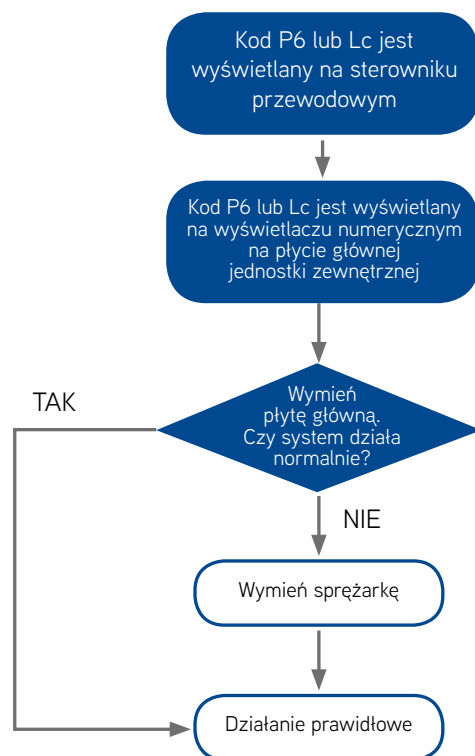 Kod P6 lub Lc jest
wyświetlany na sterowniku
przewodowym
Kod P6 lub Lc jest wyświetlany
na wyświetlaczu numerycznym
na płycie głównej
jednostki zewnętrznej
Wymień
płytę główną.
Czy system działa
normalnie?
TAK
NIE
Wymień sprężarkę
Działanie prawidłowe